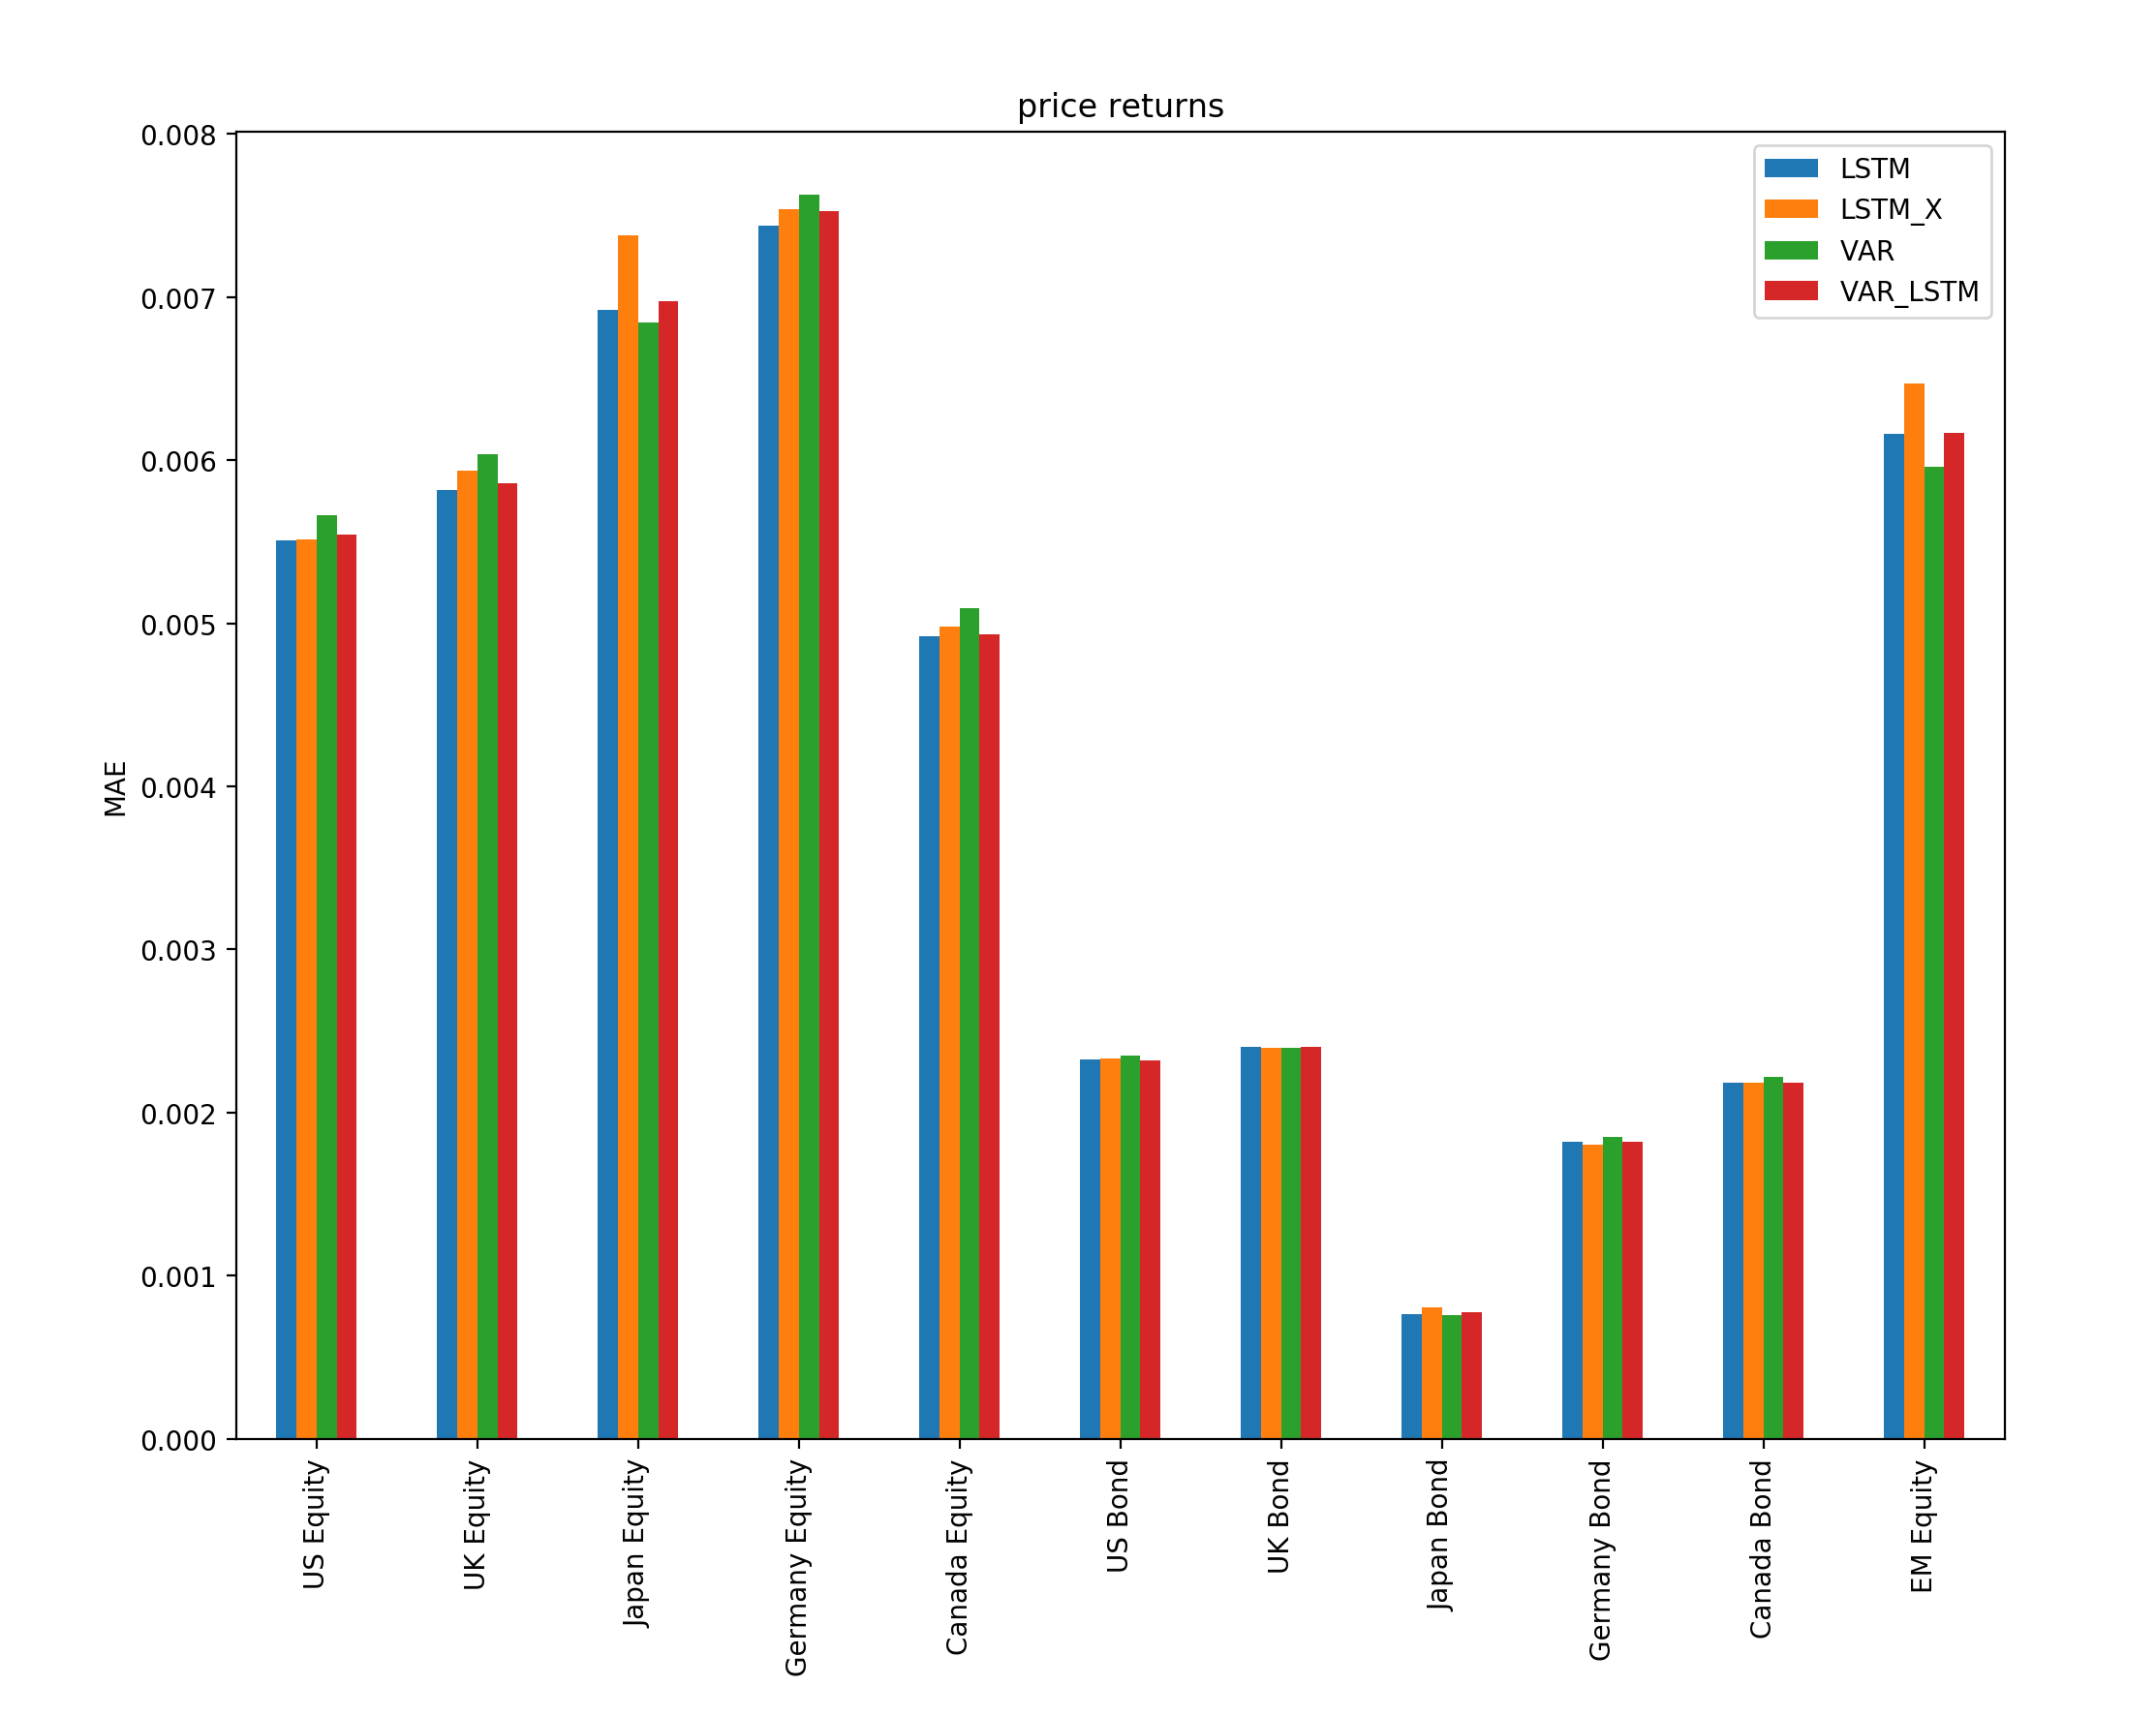 price returns
0.008
0.007
0.006
0.005
0.004
0.003
0.002
0.001
0.000
MAE
LSTM
LSTM_X
VAR
VAR_LSTM
US Equity
UK Equity
Japan Equity
Germany Equity
Canada Equity
US Bond
UK Bond
Japan Bond
Germany Bond
Canada Bond
EM Equity